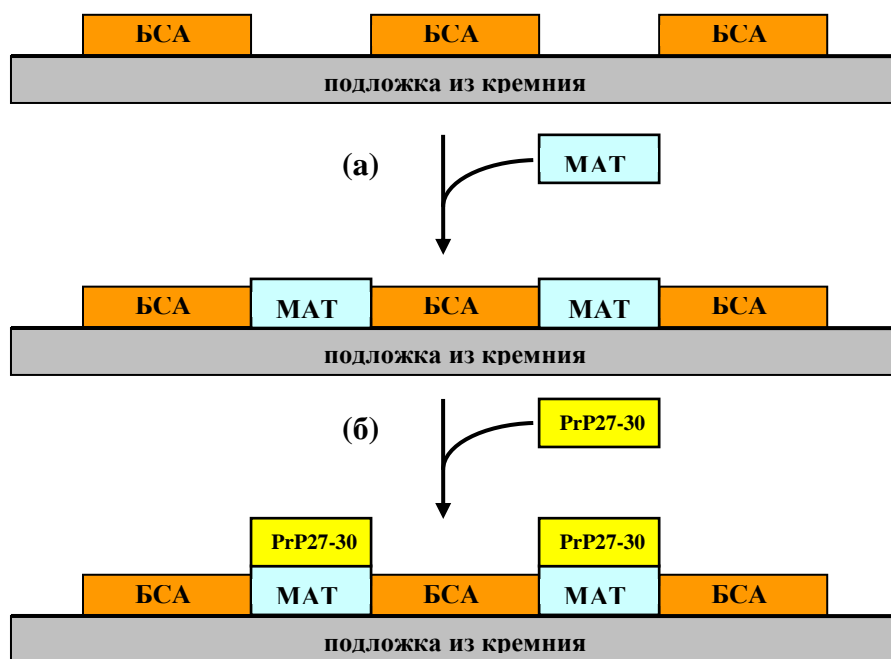 БСА БСА БСА
подложка из кремния
(а) МАТ
БСА МАТ БСА МАТ БСА
подложка из кремния
(б) PrP27-30
PrP27-30 PrP27-30
БСА МАТ БСА МАТ БСА
подложка из кремния